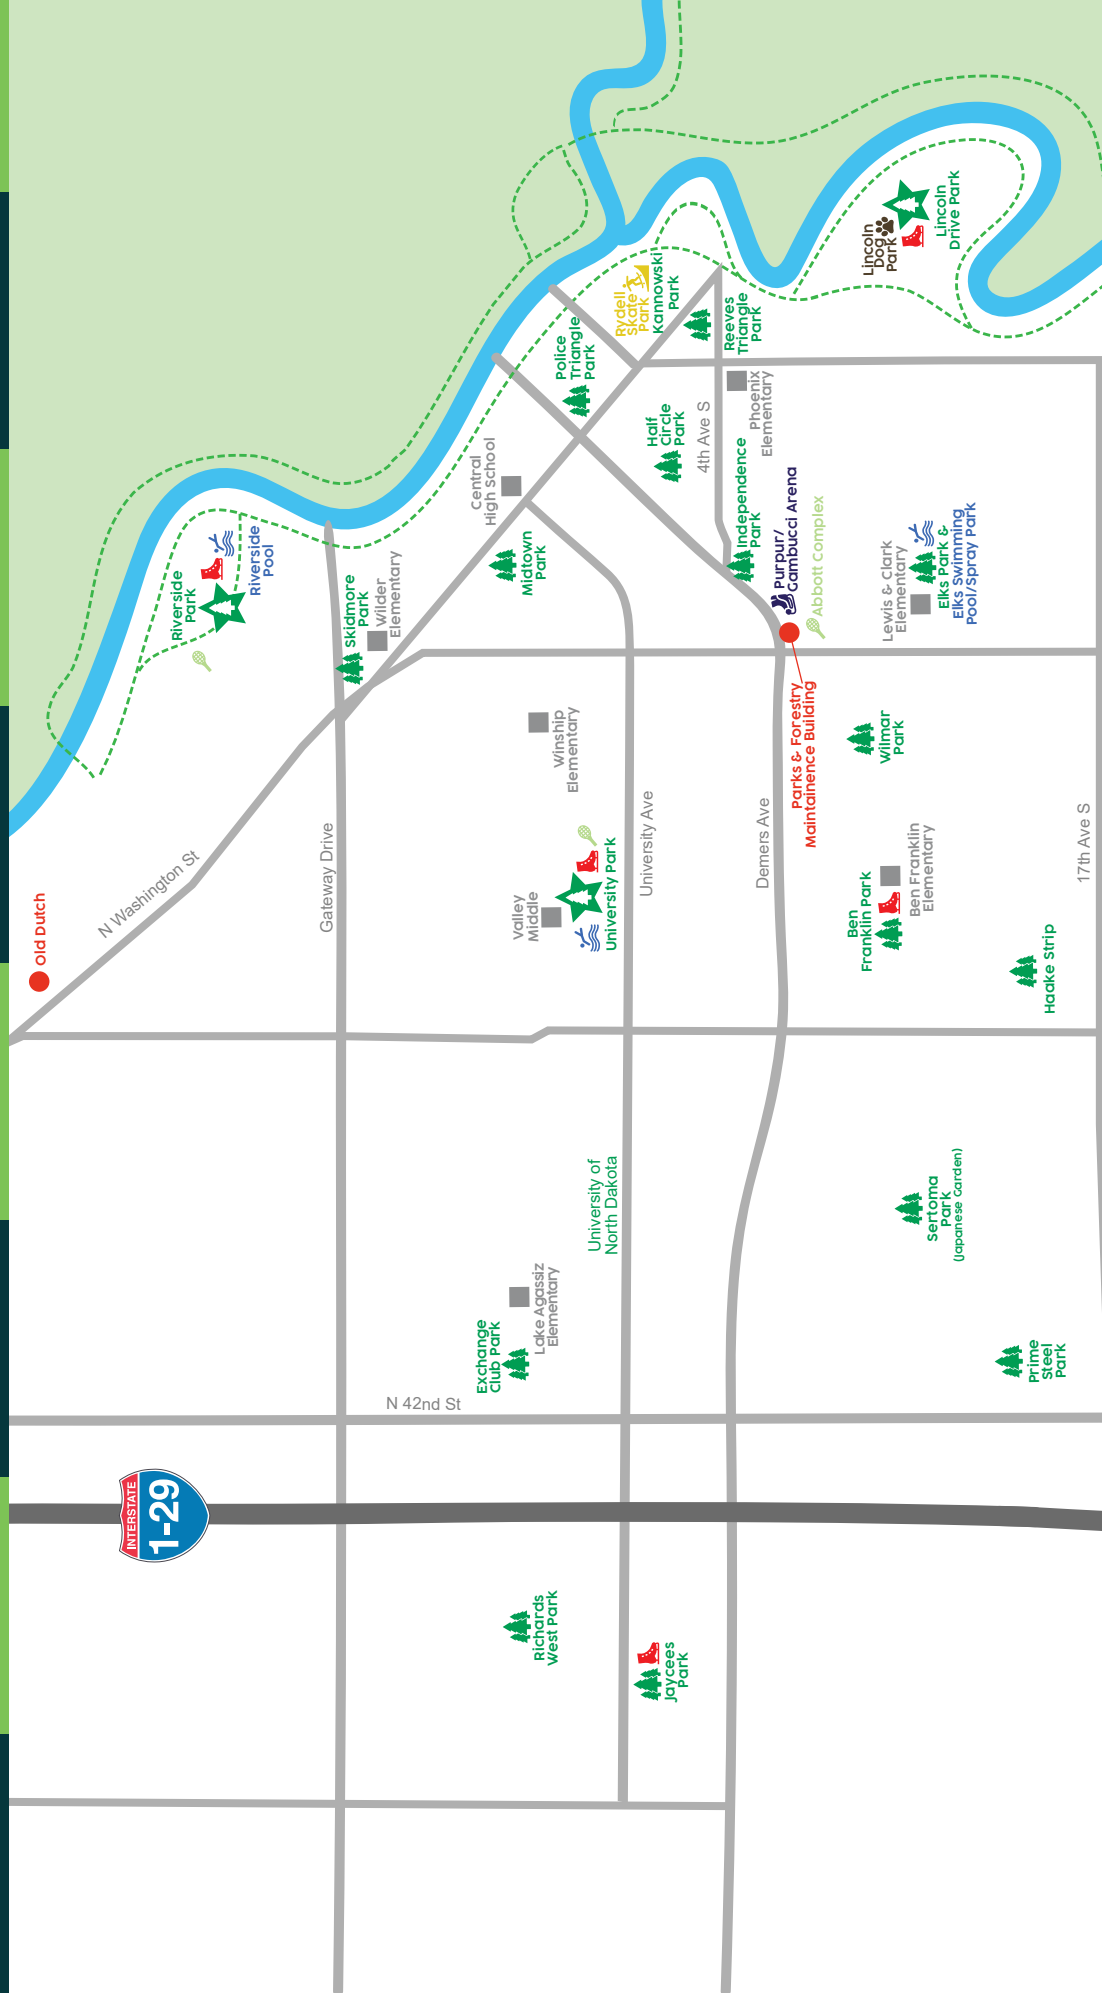 Old Dutch
N Washington St
Gateway Drive
Riverside
Park
Riverside
Pool
Skidmore
Park
Wilder
Elementary
Central
High School
Midtown
Park
Police
Triangle
Park
Rydell
Skate
Park
Kannowski
Park
Reeves
Triangle
Park
Half
Circle
Park
4th Ave S
Phoenix
Elementary
Independence
Park
Purpur/
Gambucci Arena
Abbott Complex
Lincoln
Dog
Park
Lincoln
Drive Park
Lewis & Clark
Elementary
Elks Park &
Elks Swimming
Pool/Spray Park
Parks & Forestry
Maintainence Building
Winship
Elementary
Valley
Middle
University Park
University Ave
Demers Ave
Wilmar
Park
Ben
Franklin Park
Ben Franklin
Elementary
17th Ave S
Haake Strip
University of
North Dakota
Sertoma
Park
(Japanese Garden)
Lake Agassiz
Elementary
Exchange
Club Park
Prime
Steel
Park
N 42nd St
INTERSTATE
1-29
Richards
West Park
Jaycees
Park